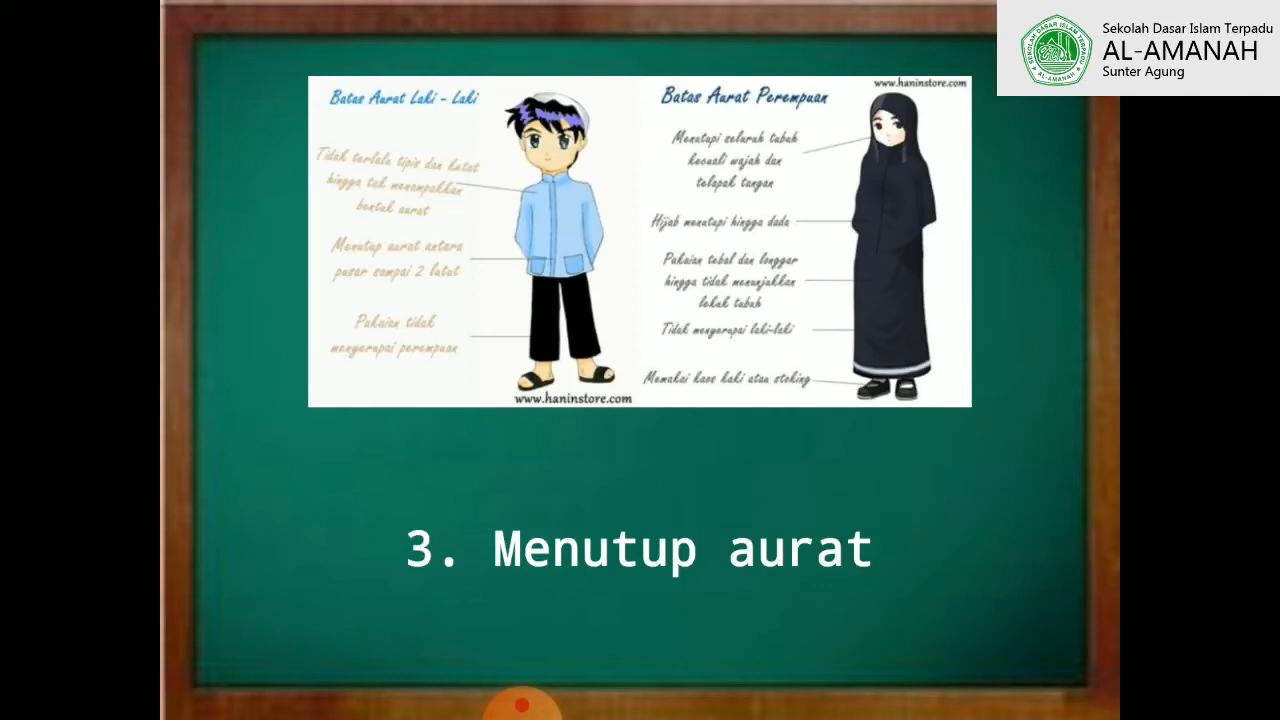 Sekolah Dasar Islam Terpadu
AL-AMANAH
Sunter Agung
Batas Aurat Laki - Laki
Tidak terlalu tipis dan ketat
hingga tak menampakkan
bentuk aurat
Menutup aurat antara
pusar sampai 2 lutut
Pakaian tidak
menyerupai perempuan
www.haninstore.com
www.haninstore.com
Batas Aurat Perempuan
Menutupi seluruh tubuh
kecuali wajah dan
telapak tangan
Hijab menutupi hingga dada
Pakaian tebal dan longgar
hingga tidak menunjukkan
lekuk tubuh
Tidak menyerupai laki-laki
Memakai kaos kaki atau stoking
3. Menutup aurat